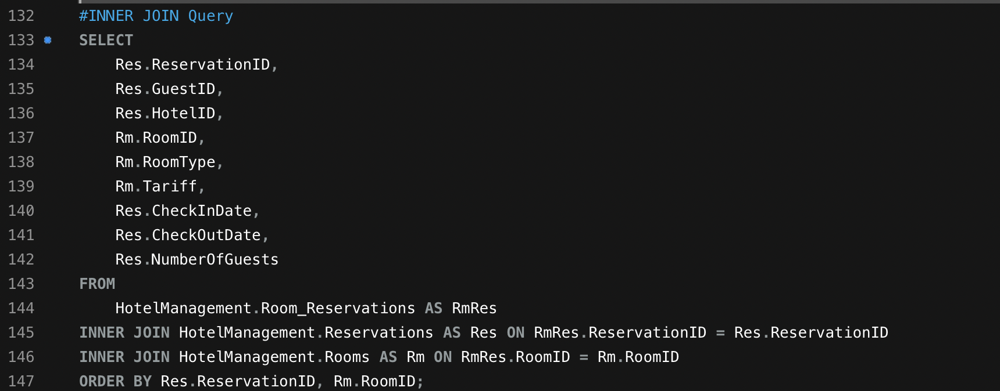 132 #INNER JOIN Query
133 SELECT
134 Res.ReservationID,
135 Res.GuestID,
136 Res.HotelID,
137 Rm.RoomID,
138 Rm.RoomType,
139 Rm.Tariff,
140 Res.CheckInDate,
141 Res.CheckOutDate,
142 Res.NumberOfGuests
143 FROM
144 HotelManagement.Room_Reservations AS RmRes
145 INNER JOIN HotelManagement.Reservations AS Res ON RmRes.ReservationID = Res.ReservationID
146 INNER JOIN HotelManagement.Rooms AS Rm ON RmRes.RoomID = Rm.RoomID
147 ORDER BY Res.ReservationID, Rm.RoomID;